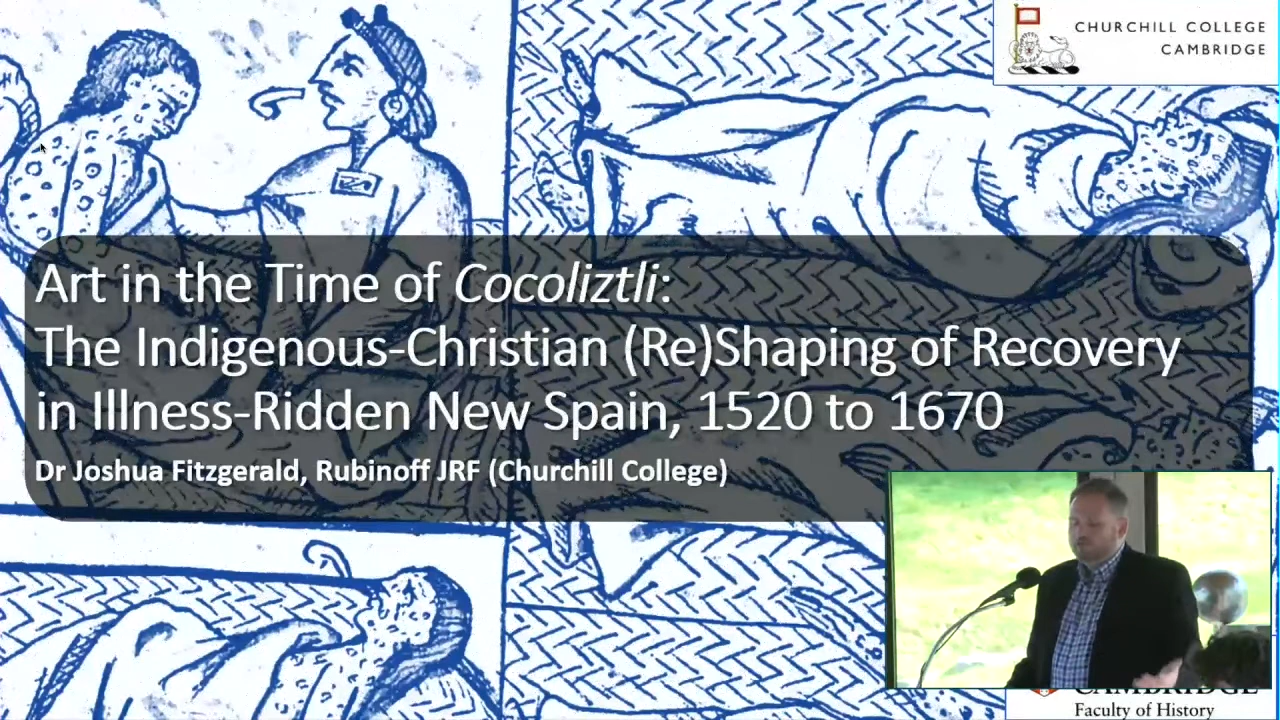 CHURCHILL COLLEGE
CAMBRIDGE
Art in the Time of Cocoliztli:
The Indigenous-Christian (Re)Shaping of Recovery
in Illness-Ridden New Spain, 1520 to 1670
Dr Joshua Fitzgerald, Rubinoff JRF (Churchill College)
CAMBRIDGE
Faculty of History